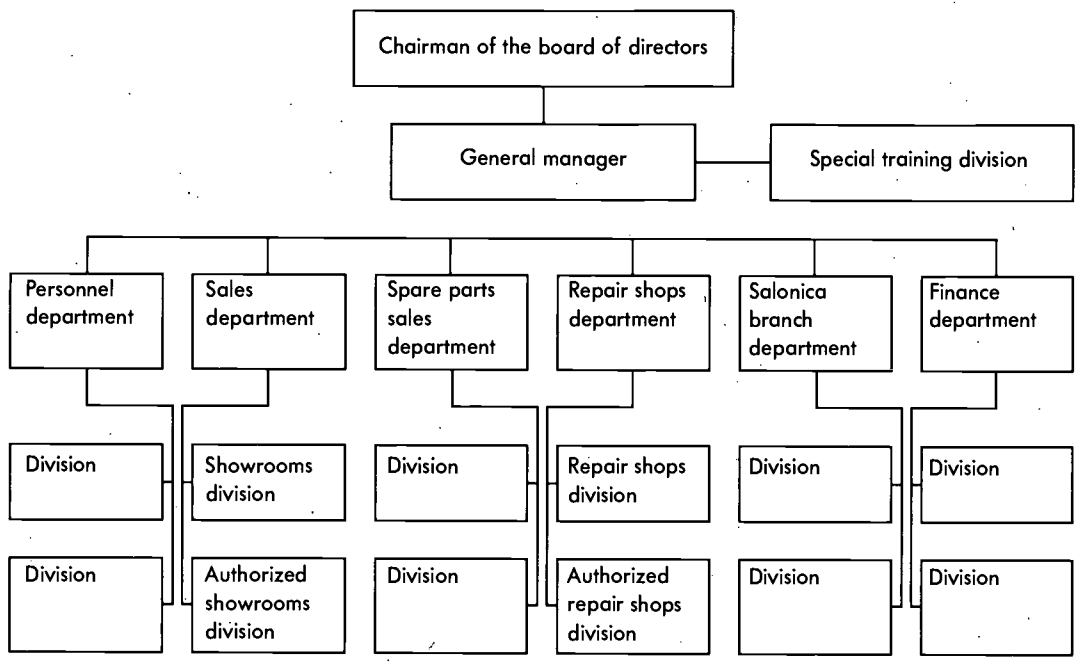 Chairman of the board of directors
General manager
Special training division
Personnel
department
Sales
department
Spare parts
sales
department
Repair shops
department
Salonica
branch
department
Finance
department
Division
Showrooms
division
Division
Repair shops
division
Division
Division
Division
Authorized
showrooms
division
Division
Authorized
repair shops
division
Division
Division